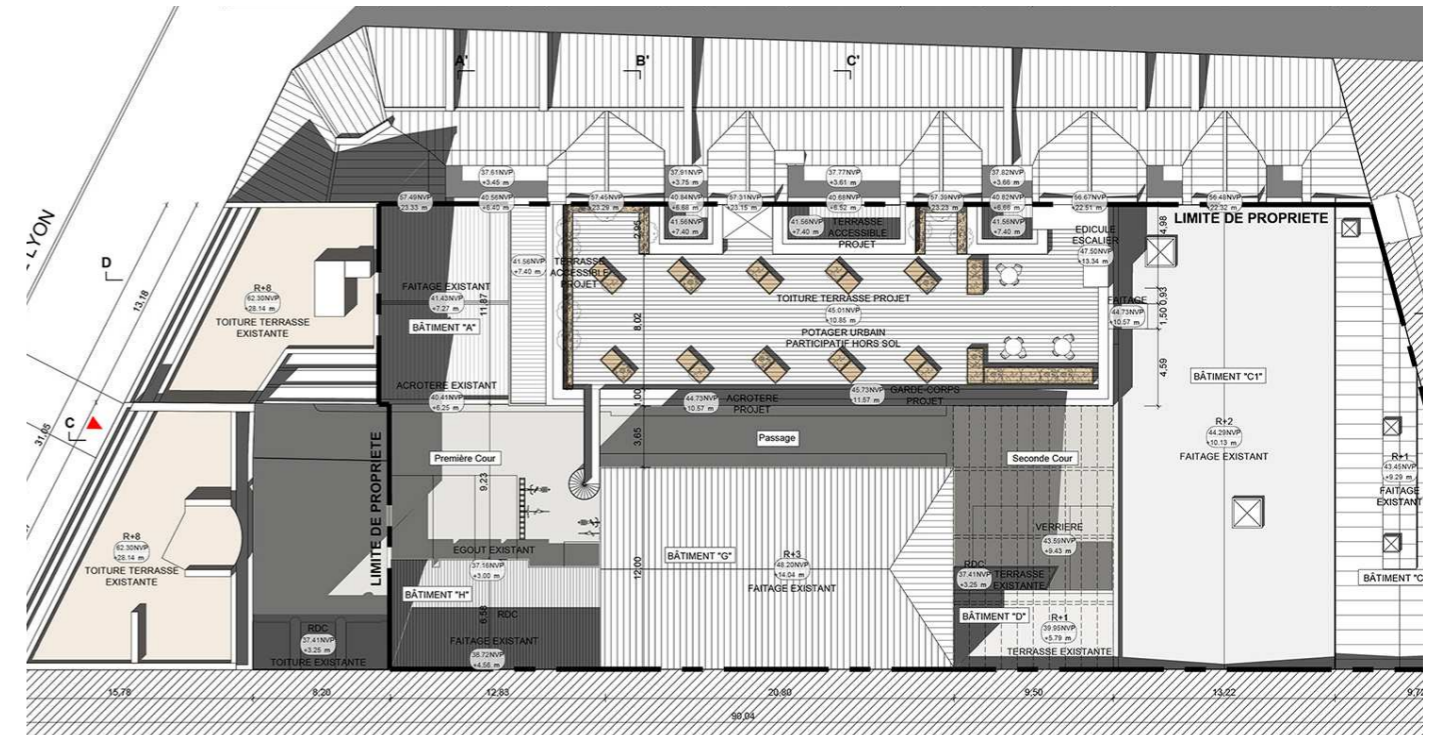 A'
B'
C'
37.61NVP
+3.45 m
37.91NVP
+3.75 m
37.77NVP
+3.61 m
37.82NVP
+3.66 m
57.49NVP
23.33 m
40.56NVP
+6.40 m
57.45NVP
+23.29 m
40.84NVP
+6.68 m
57.31NVP
+23.15 m
40.68NVP
+6.52 m
57.39NVP
+23.23 m
40.82NVP
+6.66 m
56.67NVP
+22.51 m
56.48NVP
+22.32 m
LIMITE DE PROPRIETE
LYON
D
C
13,18
31,05
41.56NVP
+7.40 m
41.56NVP
+7.40 m
TERRASSE
ACCESSIBLE
PROJET
41.56NVP
+7.40 m
EDICULE
ESCALIER
47.50NVP
+13.34 m
4,98
0,93
1,50
4,59
41.56NVP
+7.40 m
TERRASSE
ACCESSIBLE
PROJET
R+8
62.30NVP
+28.14 m
TOITURE TERRASSE
EXISTANTE
FAITAGE EXISTANT
41.43NVP
+7.27 m
11,87
BÂTIMENT "A"
TOITURE TERRASSE PROJET
45.01NVP
+10.85 m
POTAGER URBAIN
PARTICIPATIF HORS SOL
8,02
FAITAGE
44.73NVP
+10.57 m
BÂTIMENT "C1"
ACROTERE EXISTANT
40.41NVP
+6.25 m
1,00
44.73NVP
+10.57 m
ACROTERE
PROJET
45.73NVP
11.57 m
GARDE-CORPS
PROJET
R+2
44.29NVP
+10.13 m
FAITAGE EXISTANT
LIMITE DE PROPRIETE
Première Cour
3,65
Passage
Seconde Cour
R+1
43.45NVP
+9.29 m
FAITAGE
EXISTANT
9,23
EGOUT EXISTANT
37.16NVP
+3.00 m
BÂTIMENT "H"
RDC
6,58
FAITAGE EXISTANT
38.72NVP
+4.56 m
12,00
BÂTIMENT "G"
R+3
48.20NVP
+14.04 m
FAITAGE EXISTANT
VERRIERE
43.59NVP
+9.43 m
RDC
37.41NVP
+3.25 m
TERRASSE
EXISTANTE
BÂTIMENT "D"
R+1
39.95NVP
+5.79 m
TERRASSE EXISTANTE
BÂTIMENT "C
R+8
62.30NVP
+28.14 m
TOITURE TERRASSE
EXISTANTE
RDC
37.41NVP
+3.25 m
TOITURE EXISTANTE
15,78
8,20
12,83
20,80
9,50
13,22
90,04